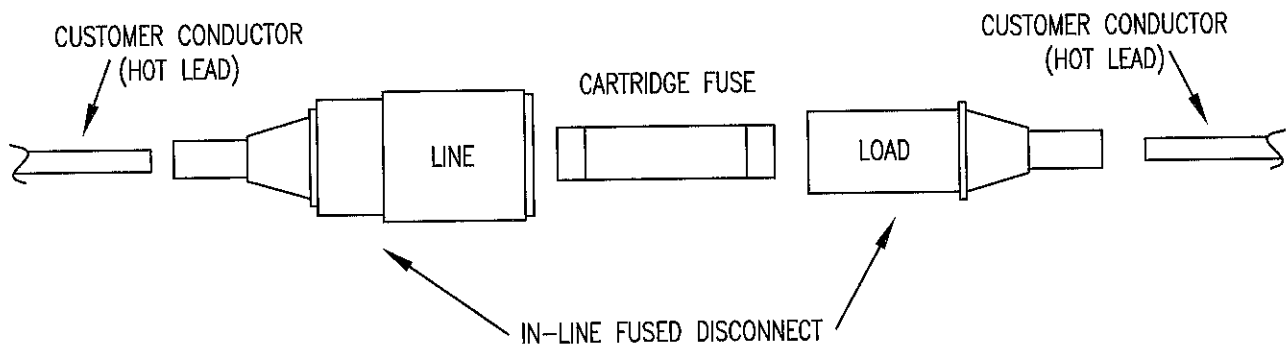 CUSTOMER CONDUCTOR
(HOT LEAD)
CUSTOMER CONDUCTOR
(HOT LEAD)
CARTRIDGE FUSE
LINE
LOAD
IN-LINE FUSED DISCONNECT